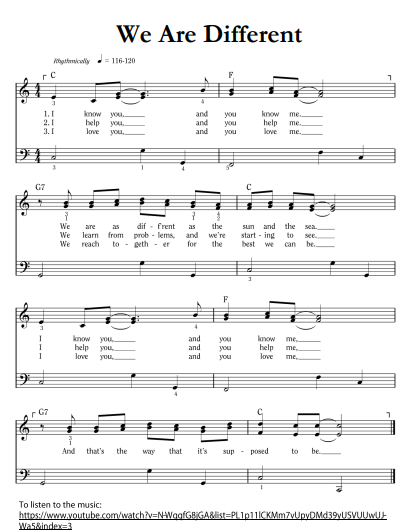 We Are Different
Rhythmically ♩ = 116-120
C F
1. I know you, and you know me.
2. I help you, and you help me.
3. I love you, and you love me.
G7 C
We are as dif - f'rent as the sun and the sea.
We learn from prob - lems, and we're start - ing to see.
We reach to - geth - er for the best we can be.
F
I know you, and you know me,
I help you, and you help me,
I love you, and you love me,
G7 C
And that's the way that it's sup - posed to be.
To listen to the music:
https://www.youtube.com/watch?v=N-WqgfG8jGA&list=PL1p11lCKMm7vUpyDMd39yUSVUUwUJ-
WaS&index=3